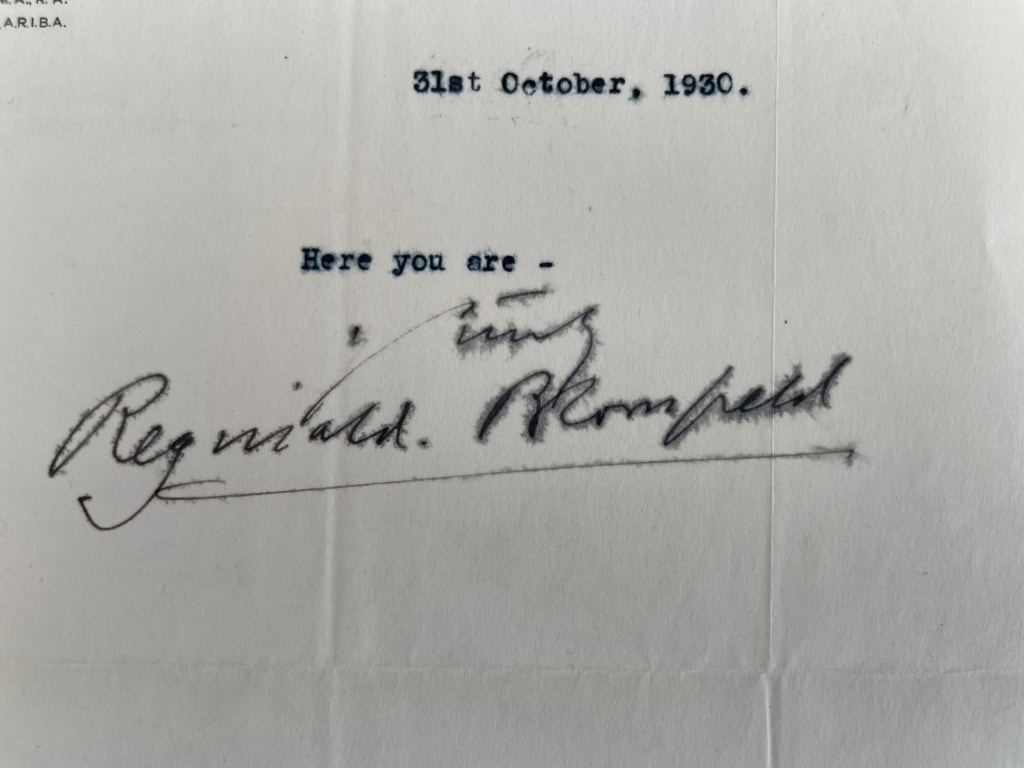 M.A., R.A.
A.R.I.B.A.
31st October, 1930.
Here you are -
Reginald. Blomfield